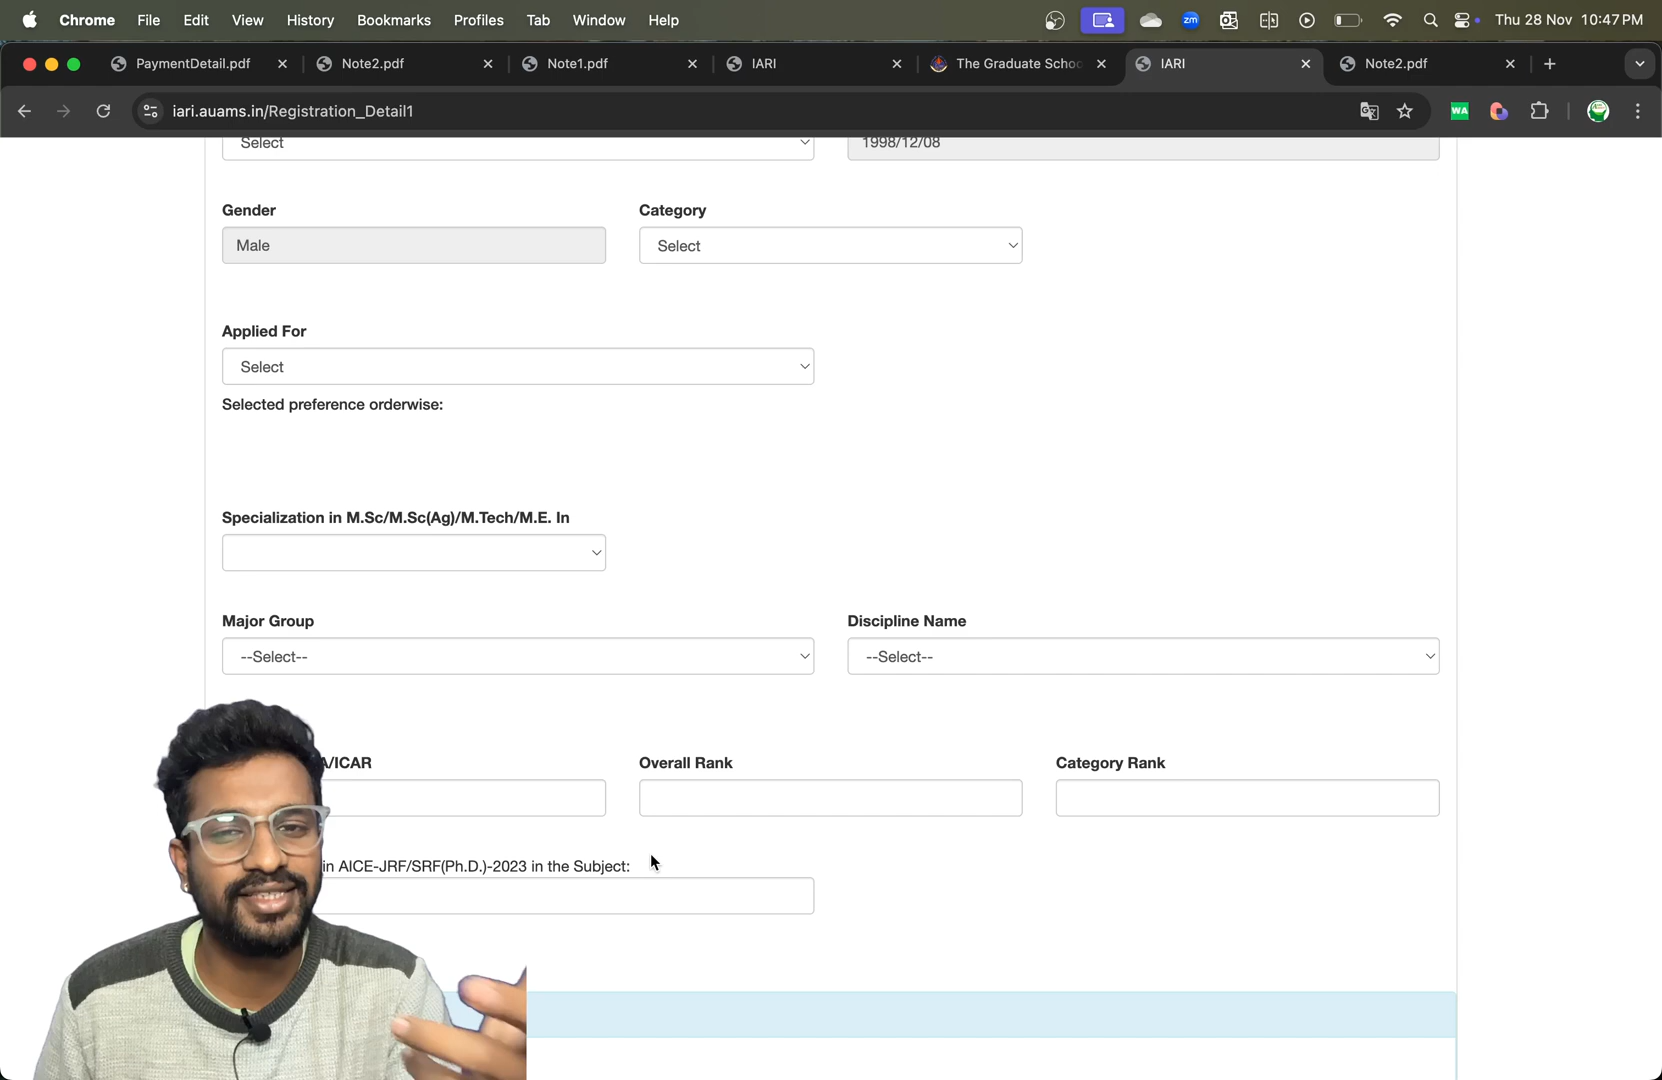 Chrome File Edit View History Bookmarks Profiles Tab Window Help zm Thu 28 Nov 10:47 PM
PaymentDetail.pdf Note2.pdf Note1.pdf IARI The Graduate Schoo IARI Note2.pdf
iari.auams.in/Registration_Detail1 WA
Select 1998/12/08
Gender Category
Male Select
Applied For
Select
Selected preference orderwise:
Specialization in M.Sc/M.Sc(Ag)/M.Tech/M.E. In
Major Group Discipline Name
--Select-- --Select--
A/ICAR Overall Rank Category Rank
in AICE-JRF/SRF(Ph.D.)-2023 in the Subject: